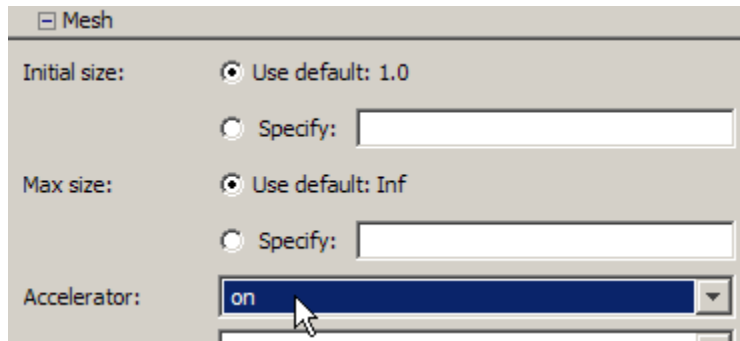 Mesh
Initial size: Use default: 1.0
Specify:
Max size: Use default: Inf
Specify:
Accelerator: on